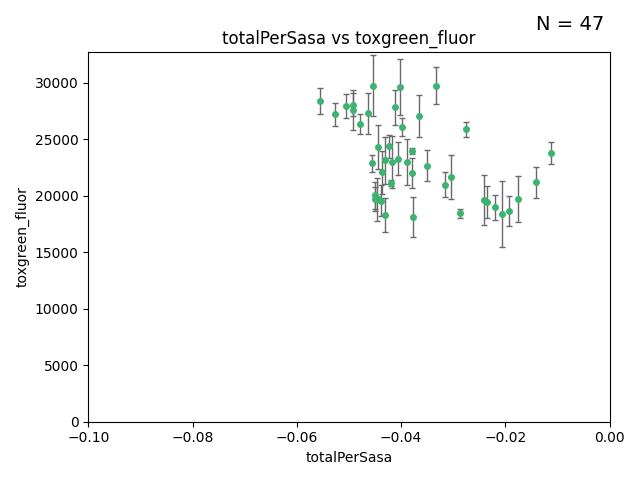 N = 47
totalPerSasa vs toxgreen_fluor
30000
25000
20000
15000
10000
5000
0
toxgreen_fluor
−0.10 −0.08 −0.06 −0.04 −0.02 0.00
totalPerSasa